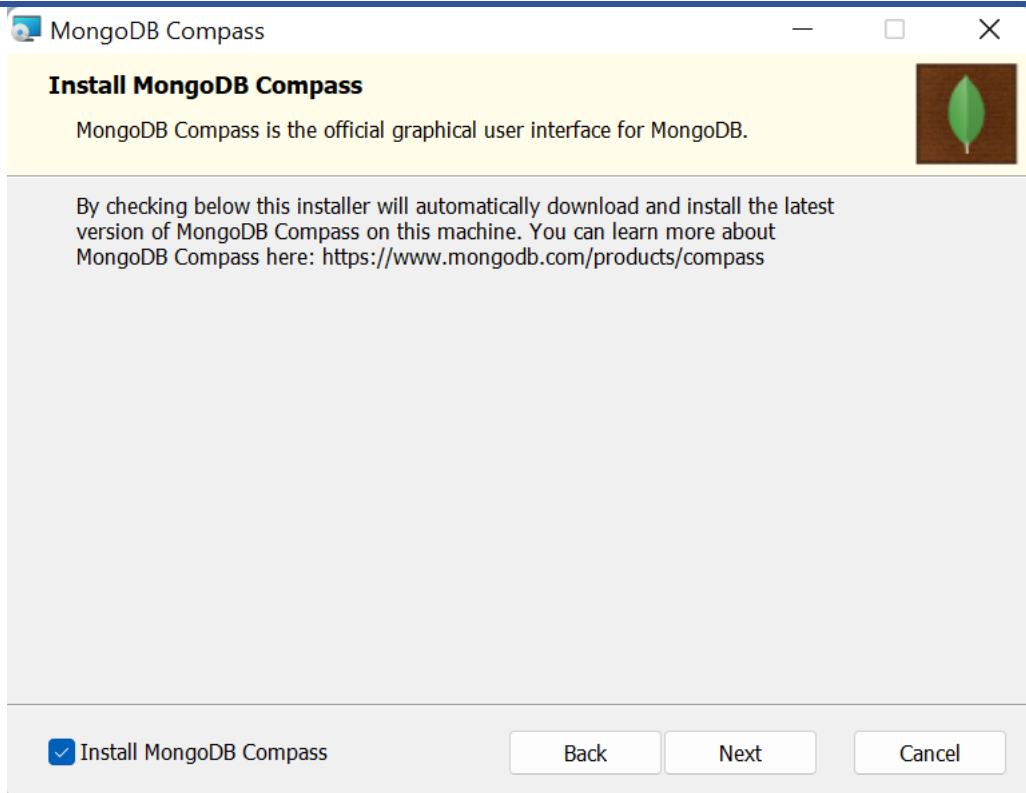 MongoDB Compass
Install MongoDB Compass
MongoDB Compass is the official graphical user interface for MongoDB.
By checking below this installer will automatically download and install the latest
version of MongoDB Compass on this machine. You can learn more about
MongoDB Compass here: https://www.mongodb.com/products/compass
Install MongoDB Compass
Back
Next
Cancel